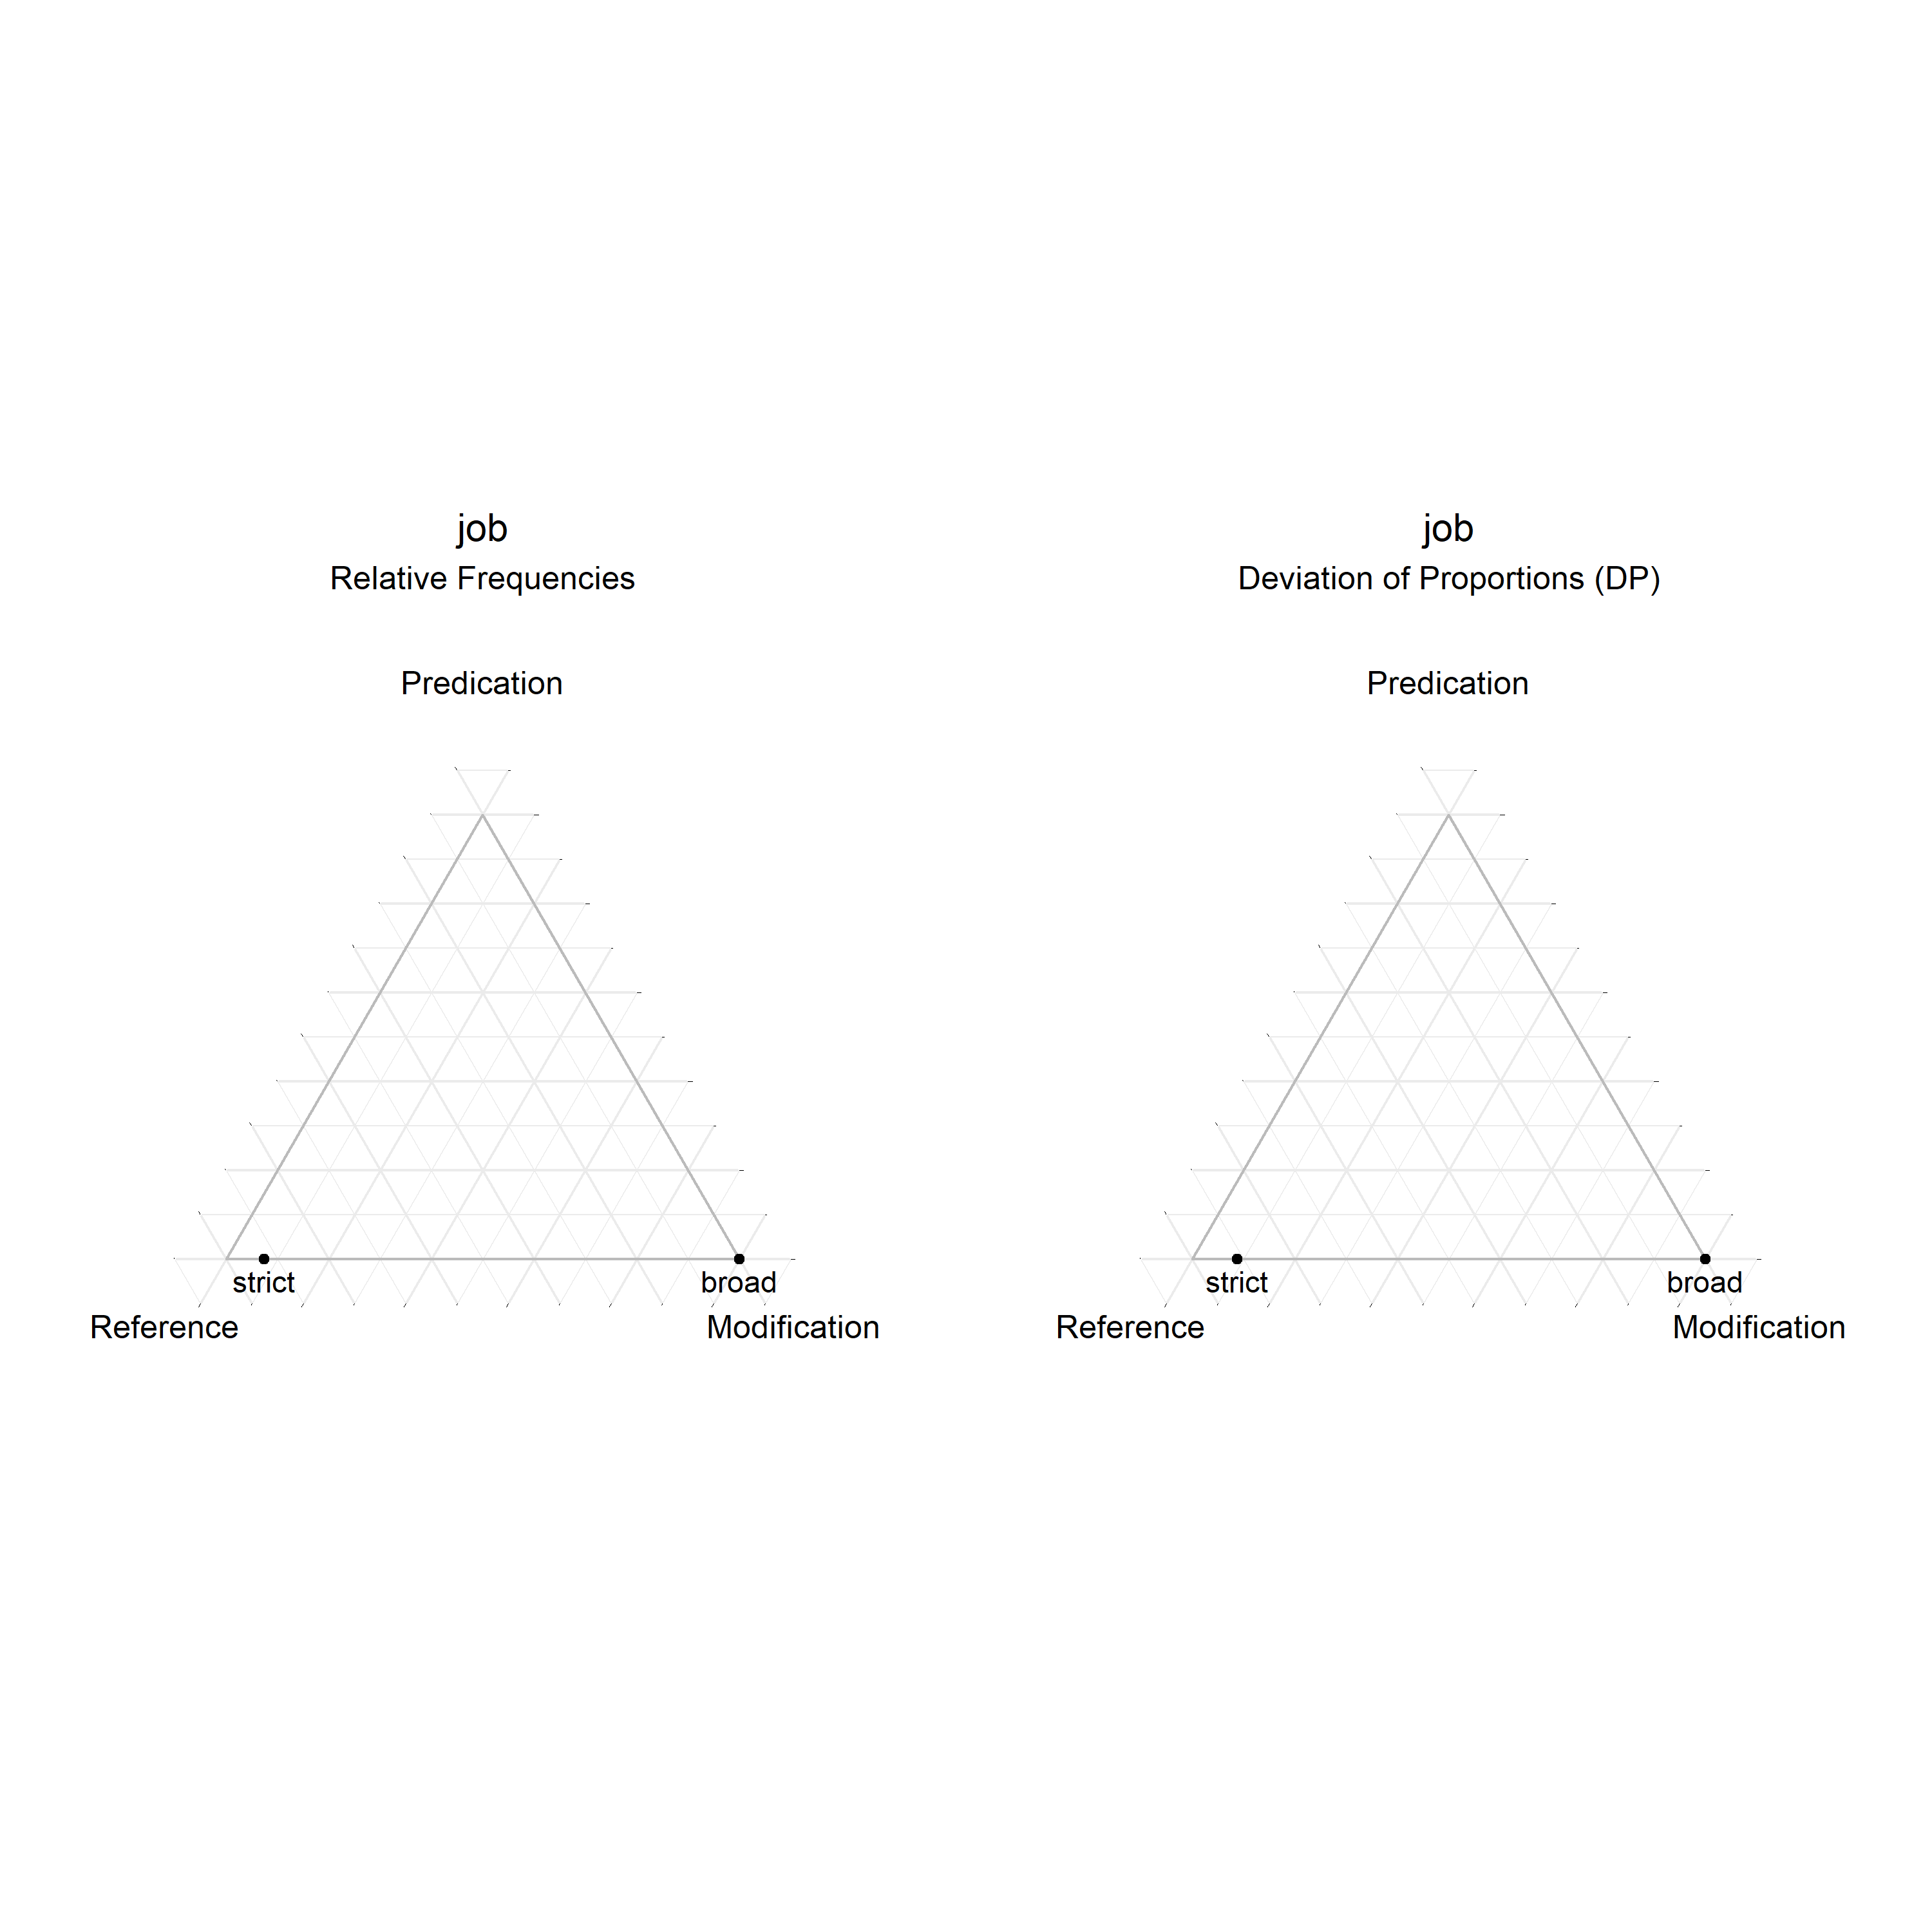 job
Relative Frequencies
Predication
strict
broad
Reference
Modification
job
Deviation of Proportions (DP)
Predication
strict
broad
Reference
Modification